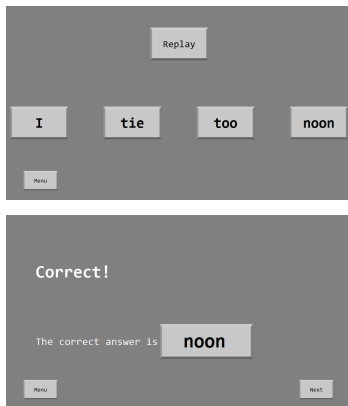 Replay
I tie too noon
Menu
Correct!
The correct answer is noon
Menu Next